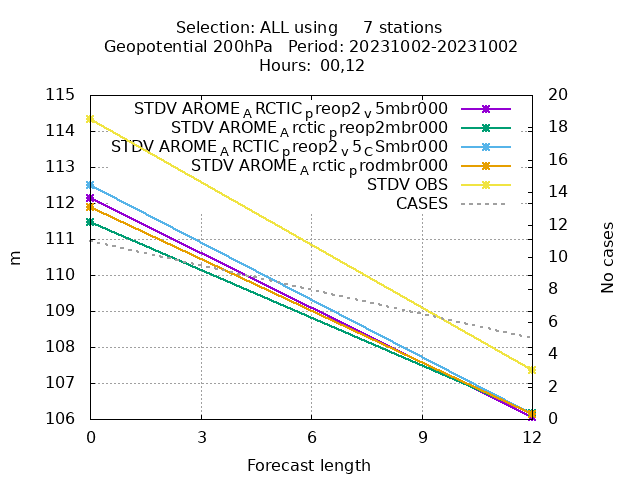 Selection: ALL using 7 stations
Geopotential 200hPa Period: 20231002-20231002
Hours: 00,12
115 20
STDV AROME_ARCTIC_preop2_v5mbr000
114 18
STDV AROME_Arctic_preop2mbr000
STDV AROME_ARCTIC_preop2_v5_CSmbr000
113 16
STDV AROME_Arctic_prodmbr000
STDV OBS
112 14
CASES
111 12
110 10
109 8
108 6
107 4
106 2
0
m
No cases
0 3 6 9 12
Forecast length